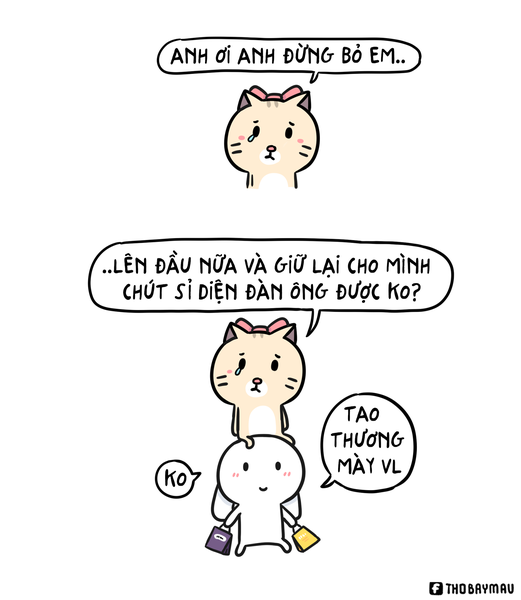 ANH ƠI ANH ĐỪNG BỎ EM..
..LÊN ĐẦU NỮA VÀ GIỮ LẠI CHO MÌNH
CHÚT SỈ DIỆN ĐÀN ÔNG ĐƯỢC KO?
TAO
THƯƠNG
MÀY VL
KO
THOBAYMAU